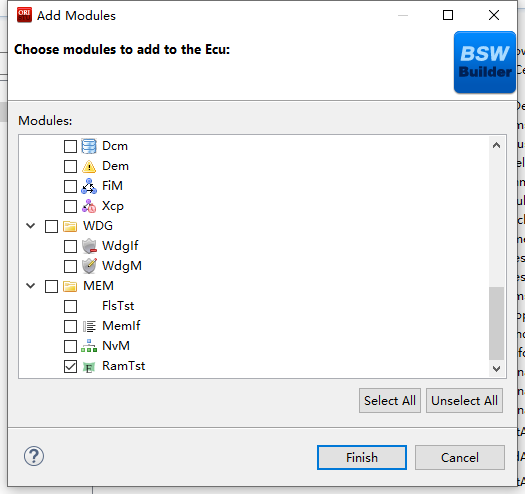 ORI
Add Modules
Choose modules to add to the Ecu:
BSW
Builder
Modules:
Dcm
Dem
FiM
Xcp
WDG
WdgIf
WdgM
MEM
FlsTst
MemIf
NvM
RamTst
Select All
Unselect All
?
Finish
Cancel